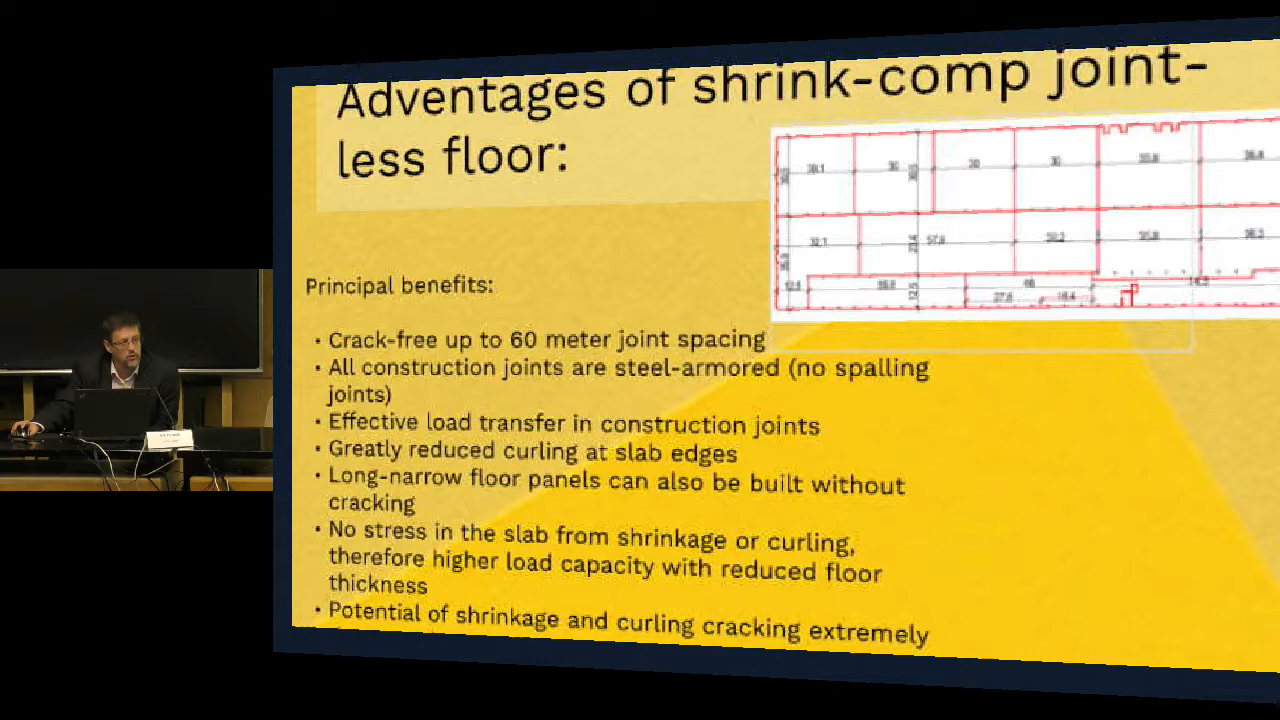 Adventages of shrink-comp joint-
less floor:
Principal benefits:
• Crack-free up to 60 meter joint spacing
• All construction joints are steel-armored (no spalling
joints)
• Effective load transfer in construction joints
• Greatly reduced curling at slab edges
• Long-narrow floor panels can also be built without
cracking
• No stress in the slab from shrinkage or curling,
therefore higher load capacity with reduced floor
thickness
• Potential of shrinkage and curling cracking extremely